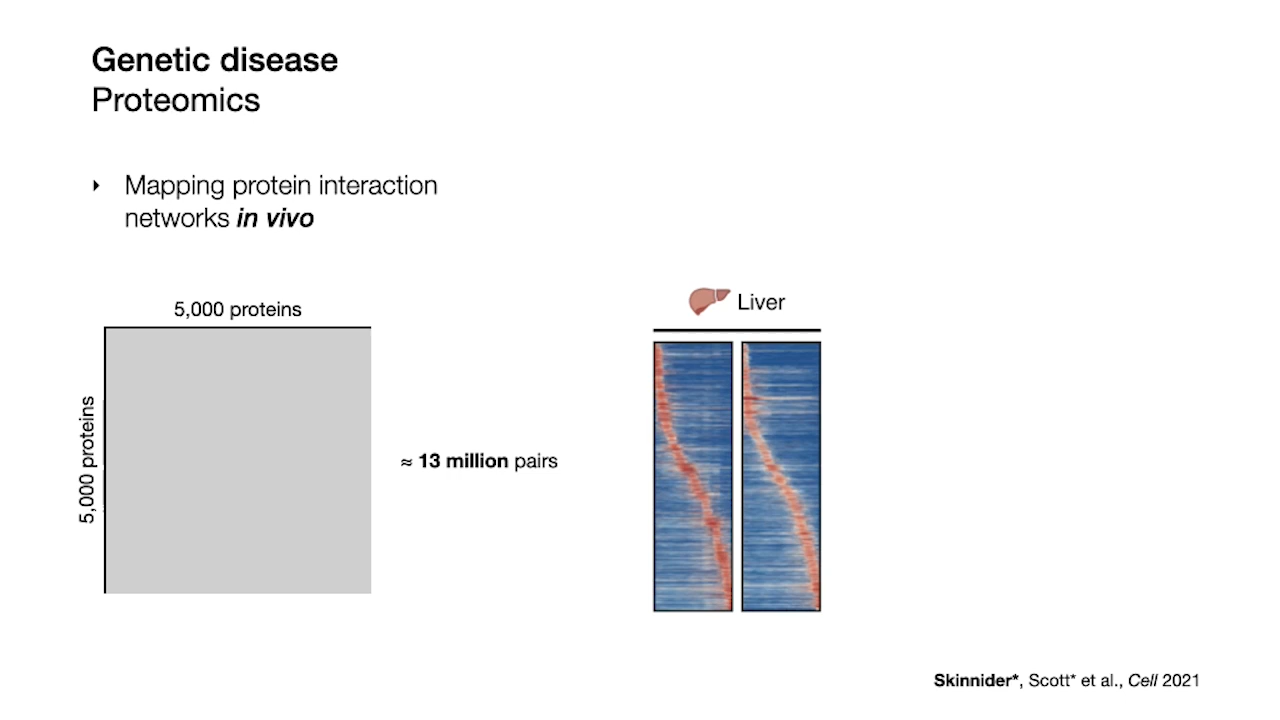 Genetic disease
Proteomics
‣ Mapping protein interaction
networks in vivo
5,000 proteins
5,000 proteins
≈ 13 million pairs
Liver
Skinnider*, Scott* et al., Cell 2021